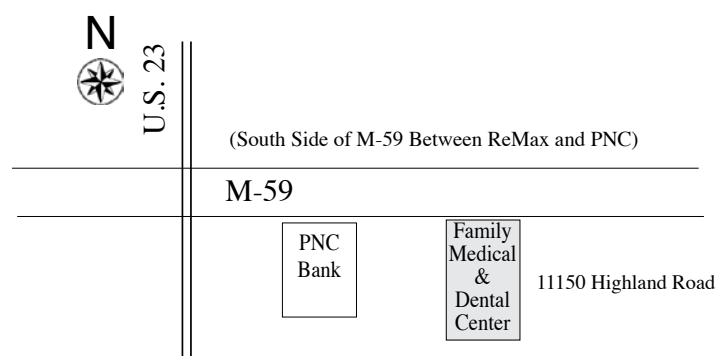 N
U.S. 23
(South Side of M-59 Between ReMax and PNC)
M-59
PNC
Bank
Family
Medical
&
Dental
Center
11150 Highland Road